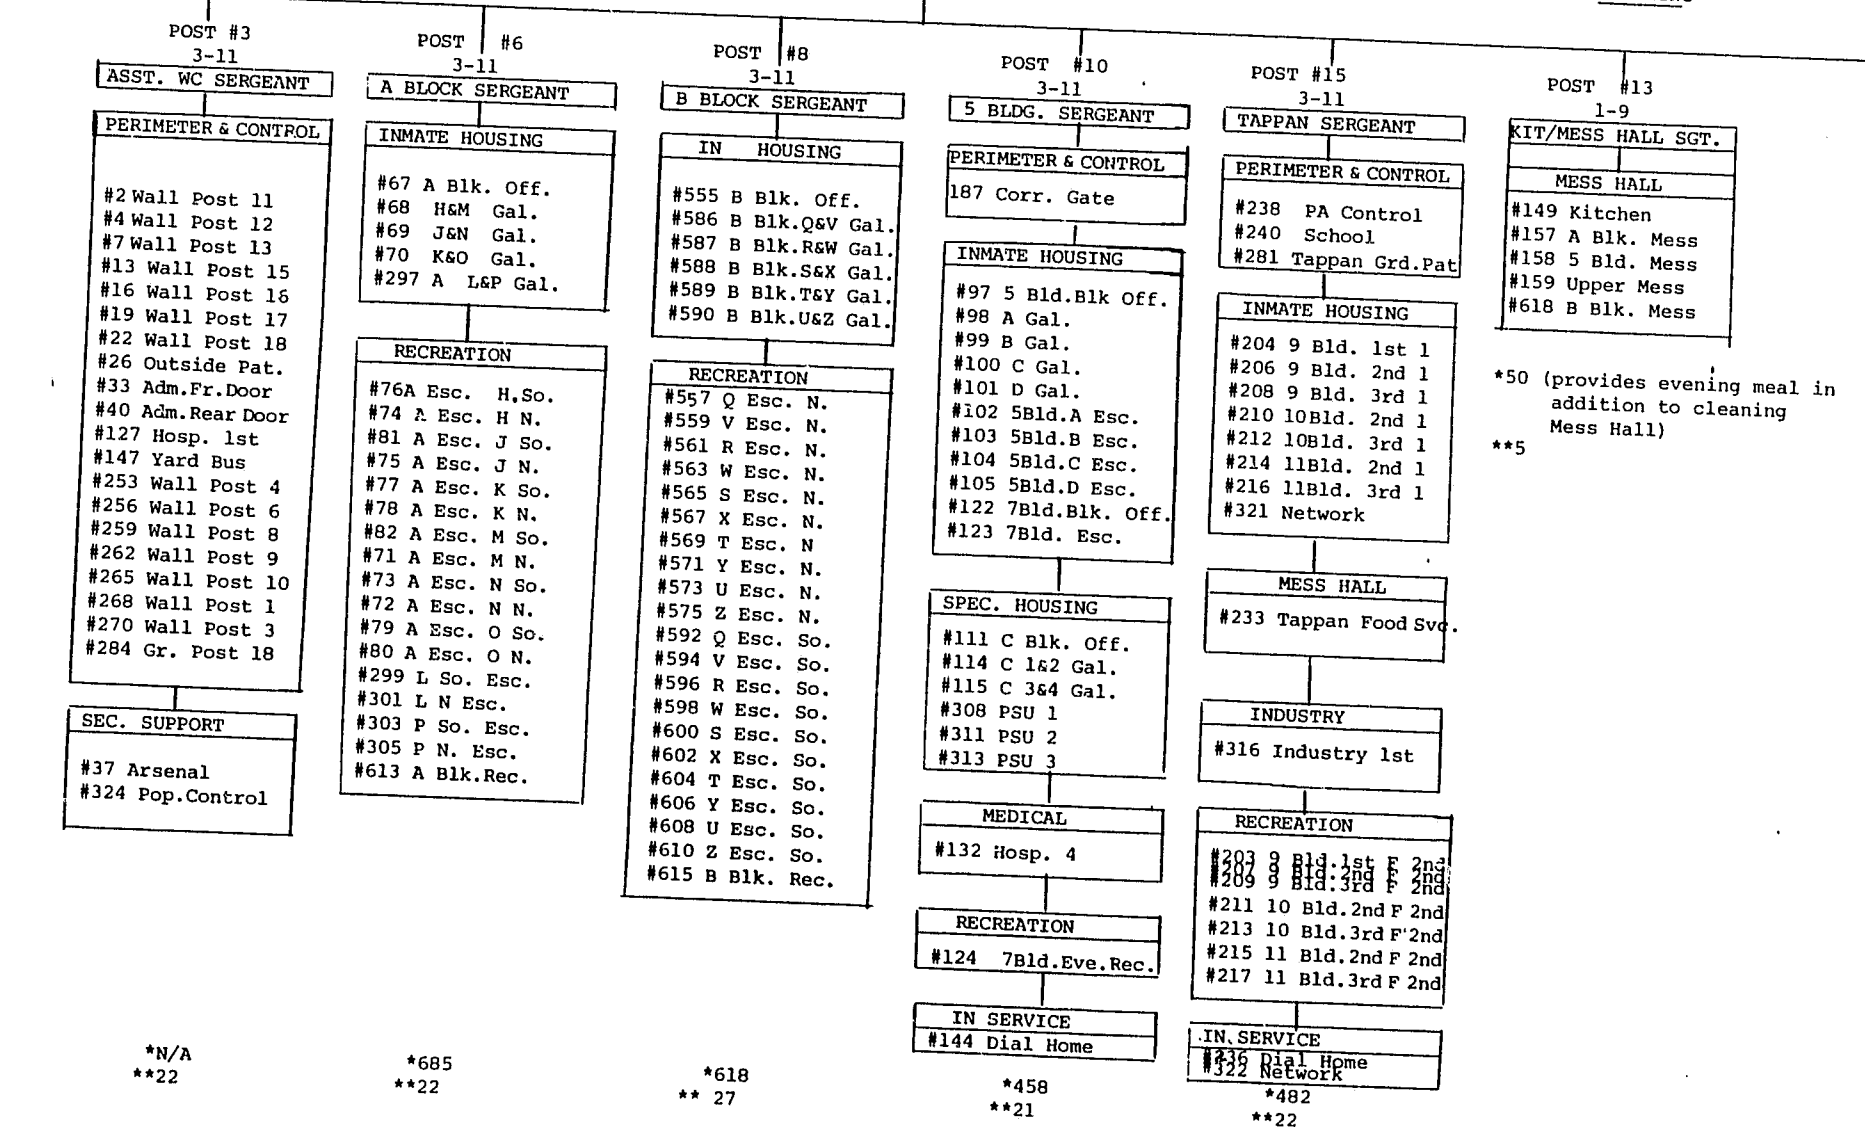 POST #3
3-11
ASST. WC SERGEANT
PERIMETER & CONTROL
#2 Wall Post 11
#4 Wall Post 12
#7 Wall Post 13
#13 Wall Post 15
#16 Wall Post 16
#19 Wall Post 17
#22 Wall Post 18
#26 Outside Pat.
#33 Adm.Fr.Door
#40 Adm.Rear Door
#127 Hosp. 1st
#147 Yard Bus
#253 Wall Post 4
#256 Wall Post 6
#259 Wall Post 8
#262 Wall Post 9
#265 Wall Post 10
#268 Wall Post 1
#270 Wall Post 3
#284 Gr. Post 18
SEC. SUPPORT
#37 Arsenal
#324 Pop.Control
*N/A
**22
POST #6
3-11
A BLOCK SERGEANT
INMATE HOUSING
#67 A Blk. Off.
#68 H&M Gal.
#69 J&N Gal.
#70 K&O Gal.
#297 A L&P Gal.
RECREATION
#76A Esc. H.So.
#74 A Esc. H N.
#81 A Esc. J So.
#75 A Esc. J N.
#77 A Esc. K So.
#78 A Esc. K N.
#82 A Esc. M So.
#71 A Esc. M N.
#73 A Esc. N So.
#72 A Esc. N N.
#79 A Esc. O So.
#80 A Esc. O N.
#299 L So. Esc.
#301 L N Esc.
#303 P So. Esc.
#305 P N. Esc.
#613 A Blk.Rec.
*685
**22
POST #8
3-11
B BLOCK SERGEANT
IN HOUSING
#555 B Blk. Off.
#586 B Blk.Q&V Gal.
#587 B Blk.R&W Gal.
#588 B Blk.S&X Gal.
#589 B Blk.T&Y Gal.
#590 B Blk.U&Z Gal.
RECREATION
#557 Q Esc. N.
#559 V Esc. N.
#561 R Esc. N.
#563 W Esc. N.
#565 S Esc. N.
#567 X Esc. N.
#569 T Esc. N
#571 Y Esc. N.
#573 U Esc. N.
#575 Z Esc. N.
#592 Q Esc. So.
#594 V Esc. So.
#596 R Esc. So.
#598 W Esc. So.
#600 S Esc. So.
#602 X Esc. So.
#604 T Esc. So.
#606 Y Esc. So.
#608 U Esc. So.
#610 Z Esc. So.
#615 B Blk. Rec.
*618
** 27
POST #10
3-11
5 BLDG. SERGEANT
PERIMETER & CONTROL
187 Corr. Gate
INMATE HOUSING
#97 5 Bld.Blk Off.
#98 A Gal.
#99 B Gal.
#100 C Gal.
#101 D Gal.
#102 5Bld.A Esc.
#103 5Bld.B Esc.
#104 5Bld.C Esc.
#105 5Bld.D Esc.
#122 7Bld.Blk. Off.
#123 7Bld. Esc.
SPEC. HOUSING
#111 C Blk. Off.
#114 C 1&2 Gal.
#115 C 3&4 Gal.
#308 PSU 1
#311 PSU 2
#313 PSU 3
MEDICAL
#132 Hosp. 4
RECREATION
#124 7Bld.Eve.Rec.
IN SERVICE
#144 Dial Home
*458
**21
POST #15
3-11
TAPPAN SERGEANT
PERIMETER & CONTROL
#238 PA Control
#240 School
#281 Tappan Grd.Pat
INMATE HOUSING
#204 9 Bld. 1st 1
#206 9 Bld. 2nd 1
#208 9 Bld. 3rd 1
#210 10Bld. 2nd 1
#212 10Bld. 3rd 1
#214 11Bld. 2nd 1
#216 11Bld. 3rd 1
#321 Network
MESS HALL
#233 Tappan Food Svc.
INDUSTRY
#316 Industry 1st
RECREATION
#203 9 Bld.1st F 2nd
#207 9 Bld.2nd F 2nd
#209 9 Bld.3rd F 2nd
#211 10 Bld.2nd F 2nd
#213 10 Bld.3rd F 2nd
#215 11 Bld.2nd F 2nd
#217 11 Bld.3rd F 2nd
IN SERVICE
Dial Home
#322 Network
*482
**22
POST #13
1-9
KIT/MESS HALL SGT.
MESS HALL
#149 Kitchen
#157 A Blk. Mess
#158 5 Bld. Mess
#159 Upper Mess
#618 B Blk. Mess
*50 (provides evening meal in
addition to cleaning
Mess Hall)
**5